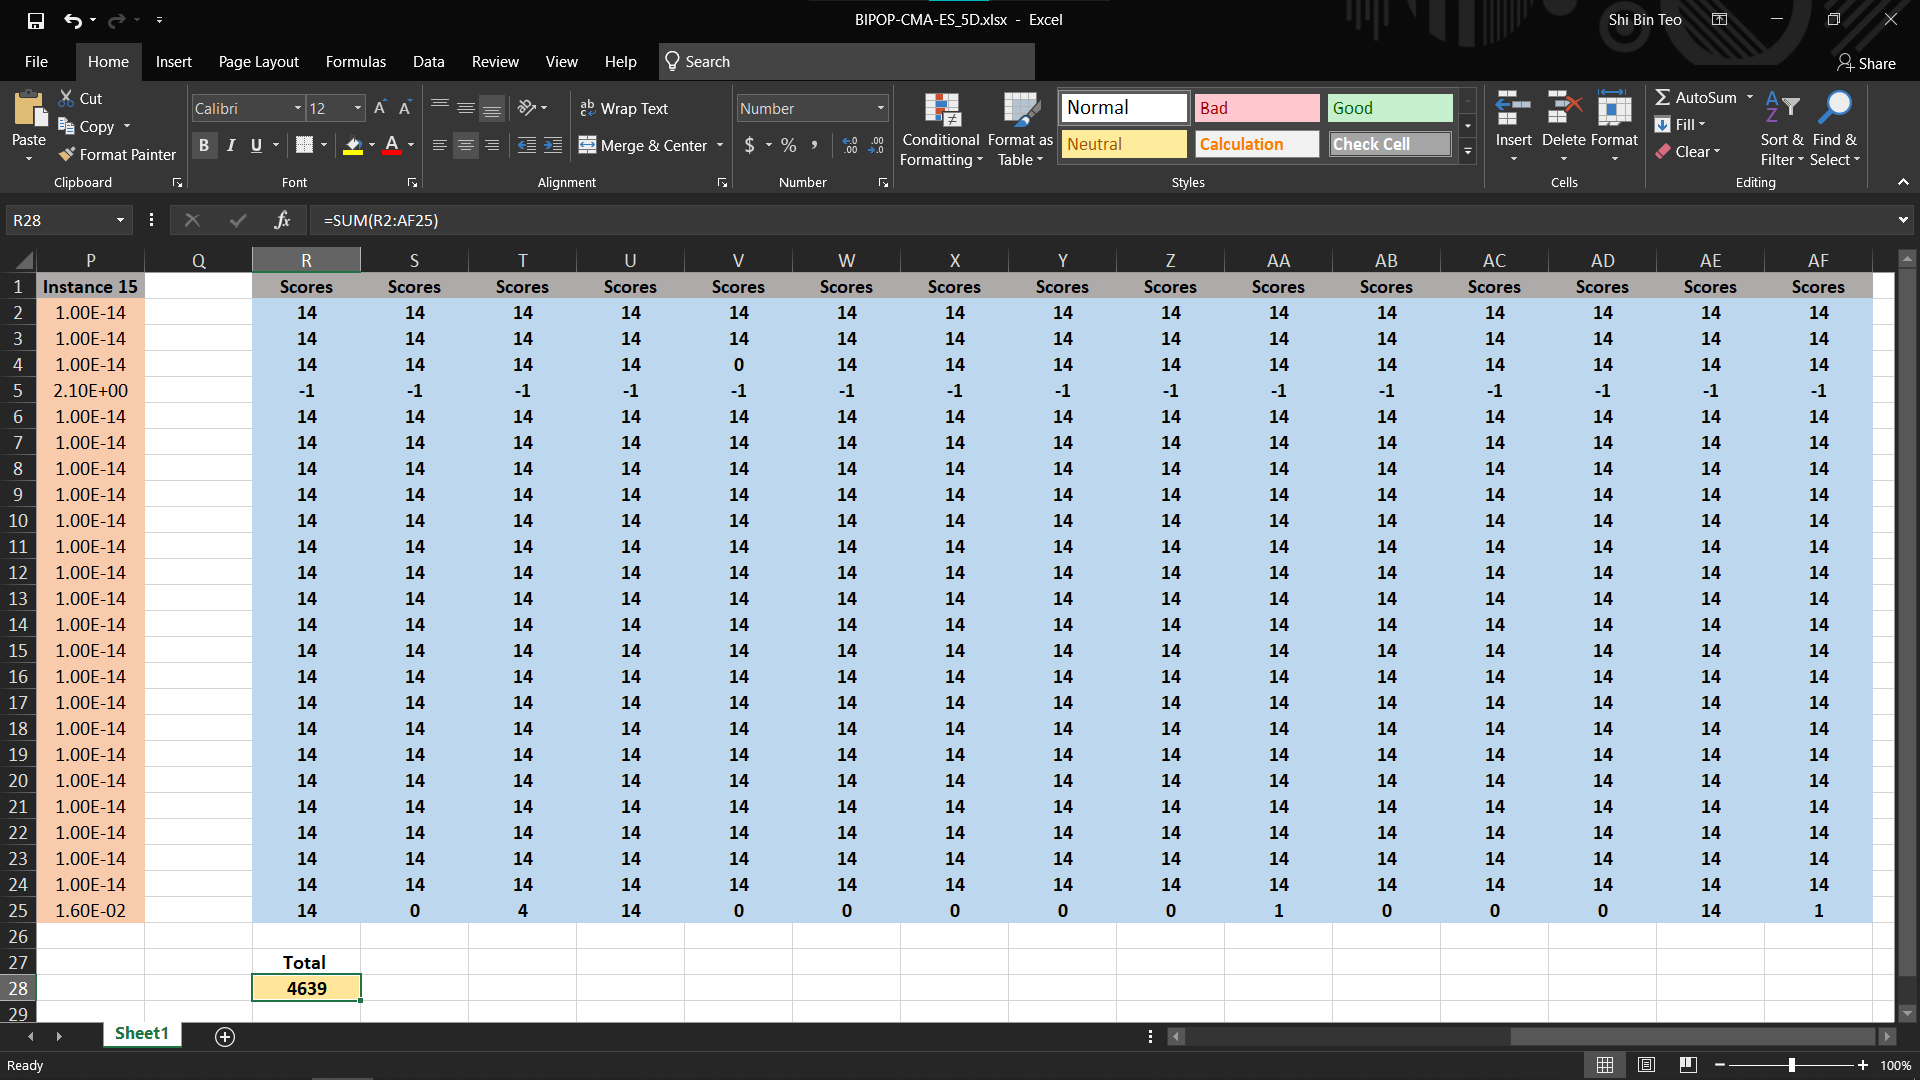 BIPOP-CMA-ES_5D.xlsx - Excel
Shi Bin Teo
File Home Insert Page Layout Formulas Data Review View Help Search
Share
Paste
Cut
Copy
Format Painter
Clipboard
Calibri 12
B I U
Font
Wrap Text
Merge & Center
Alignment
Number
$ % ,
Number
Conditional Formatting
Format as Table
Normal Bad Good
Neutral Calculation Check Cell
Styles
Insert Delete Format
Cells
AutoSum
Fill
Clear
Sort & Filter
Find & Select
Editing
R28 fx =SUM(R2:AF25)
P Q R S T U V W X Y Z AA AB AC AD AE AF
1 Instance 15 Scores Scores Scores Scores Scores Scores Scores Scores Scores Scores Scores Scores Scores Scores Scores
2 1.00E-14 14 14 14 14 14 14 14 14 14 14 14 14 14 14 14
3 1.00E-14 14 14 14 14 14 14 14 14 14 14 14 14 14 14 14
4 1.00E-14 14 14 14 14 0 14 14 14 14 14 14 14 14 14 14
5 2.10E+00 -1 -1 -1 -1 -1 -1 -1 -1 -1 -1 -1 -1 -1 -1 -1
6 1.00E-14 14 14 14 14 14 14 14 14 14 14 14 14 14 14 14
7 1.00E-14 14 14 14 14 14 14 14 14 14 14 14 14 14 14 14
8 1.00E-14 14 14 14 14 14 14 14 14 14 14 14 14 14 14 14
9 1.00E-14 14 14 14 14 14 14 14 14 14 14 14 14 14 14 14
10 1.00E-14 14 14 14 14 14 14 14 14 14 14 14 14 14 14 14
11 1.00E-14 14 14 14 14 14 14 14 14 14 14 14 14 14 14 14
12 1.00E-14 14 14 14 14 14 14 14 14 14 14 14 14 14 14 14
13 1.00E-14 14 14 14 14 14 14 14 14 14 14 14 14 14 14 14
14 1.00E-14 14 14 14 14 14 14 14 14 14 14 14 14 14 14 14
15 1.00E-14 14 14 14 14 14 14 14 14 14 14 14 14 14 14 14
16 1.00E-14 14 14 14 14 14 14 14 14 14 14 14 14 14 14 14
17 1.00E-14 14 14 14 14 14 14 14 14 14 14 14 14 14 14 14
18 1.00E-14 14 14 14 14 14 14 14 14 14 14 14 14 14 14 14
19 1.00E-14 14 14 14 14 14 14 14 14 14 14 14 14 14 14 14
20 1.00E-14 14 14 14 14 14 14 14 14 14 14 14 14 14 14 14
21 1.00E-14 14 14 14 14 14 14 14 14 14 14 14 14 14 14 14
22 1.00E-14 14 14 14 14 14 14 14 14 14 14 14 14 14 14 14
23 1.00E-14 14 14 14 14 14 14 14 14 14 14 14 14 14 14 14
24 1.00E-14 14 14 14 14 14 14 14 14 14 14 14 14 14 14 14
25 1.60E-02 14 0 4 14 0 0 0 0 0 1 0 0 0 14 1
26
27 Total
28 4639
29
Sheet1
Ready
100%